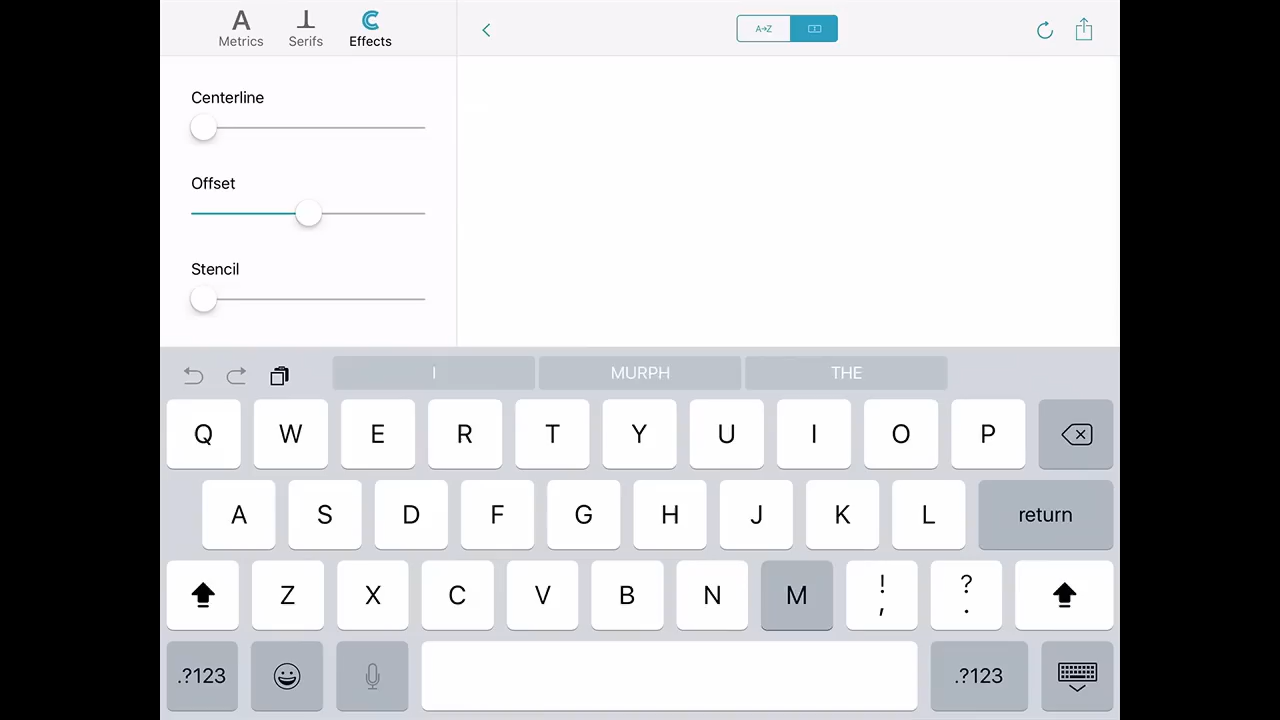 Metrics Serifs Effects
A→Z
Centerline
Offset
Stencil
I MURPH THE
Q W E R T Y U I O P
A S D F G H J K L return
Z X C V B N M ! , ? .
.?123 .?123